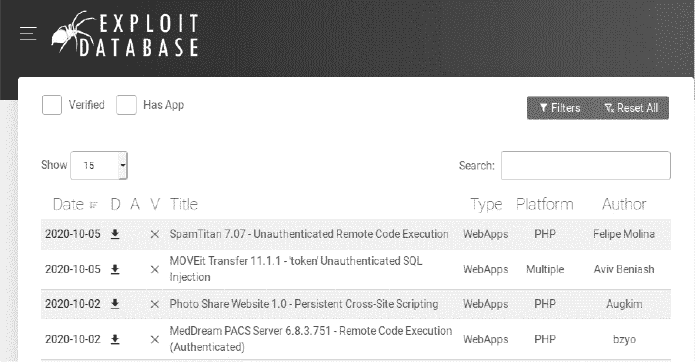 EXPLOIT
DATABASE
Verified Has App
Filters Reset All
Show 15 Search:
Date D A V Title Type Platform Author
2020-10-05 SpamTitan 7.07 - Unauthenticated Remote Code Execution WebApps PHP Felipe Molina
2020-10-05 MOVEit Transfer 11.1.1 - 'token' Unauthenticated SQL
Injection WebApps Multiple Aviv Beniash
2020-10-02 Photo Share Website 1.0 - Persistent Cross-Site Scripting WebApps PHP Augkim
2020-10-02 MedDream PACS Server 6.8.3.751 - Remote Code Execution
(Authenticated) WebApps PHP bzyo